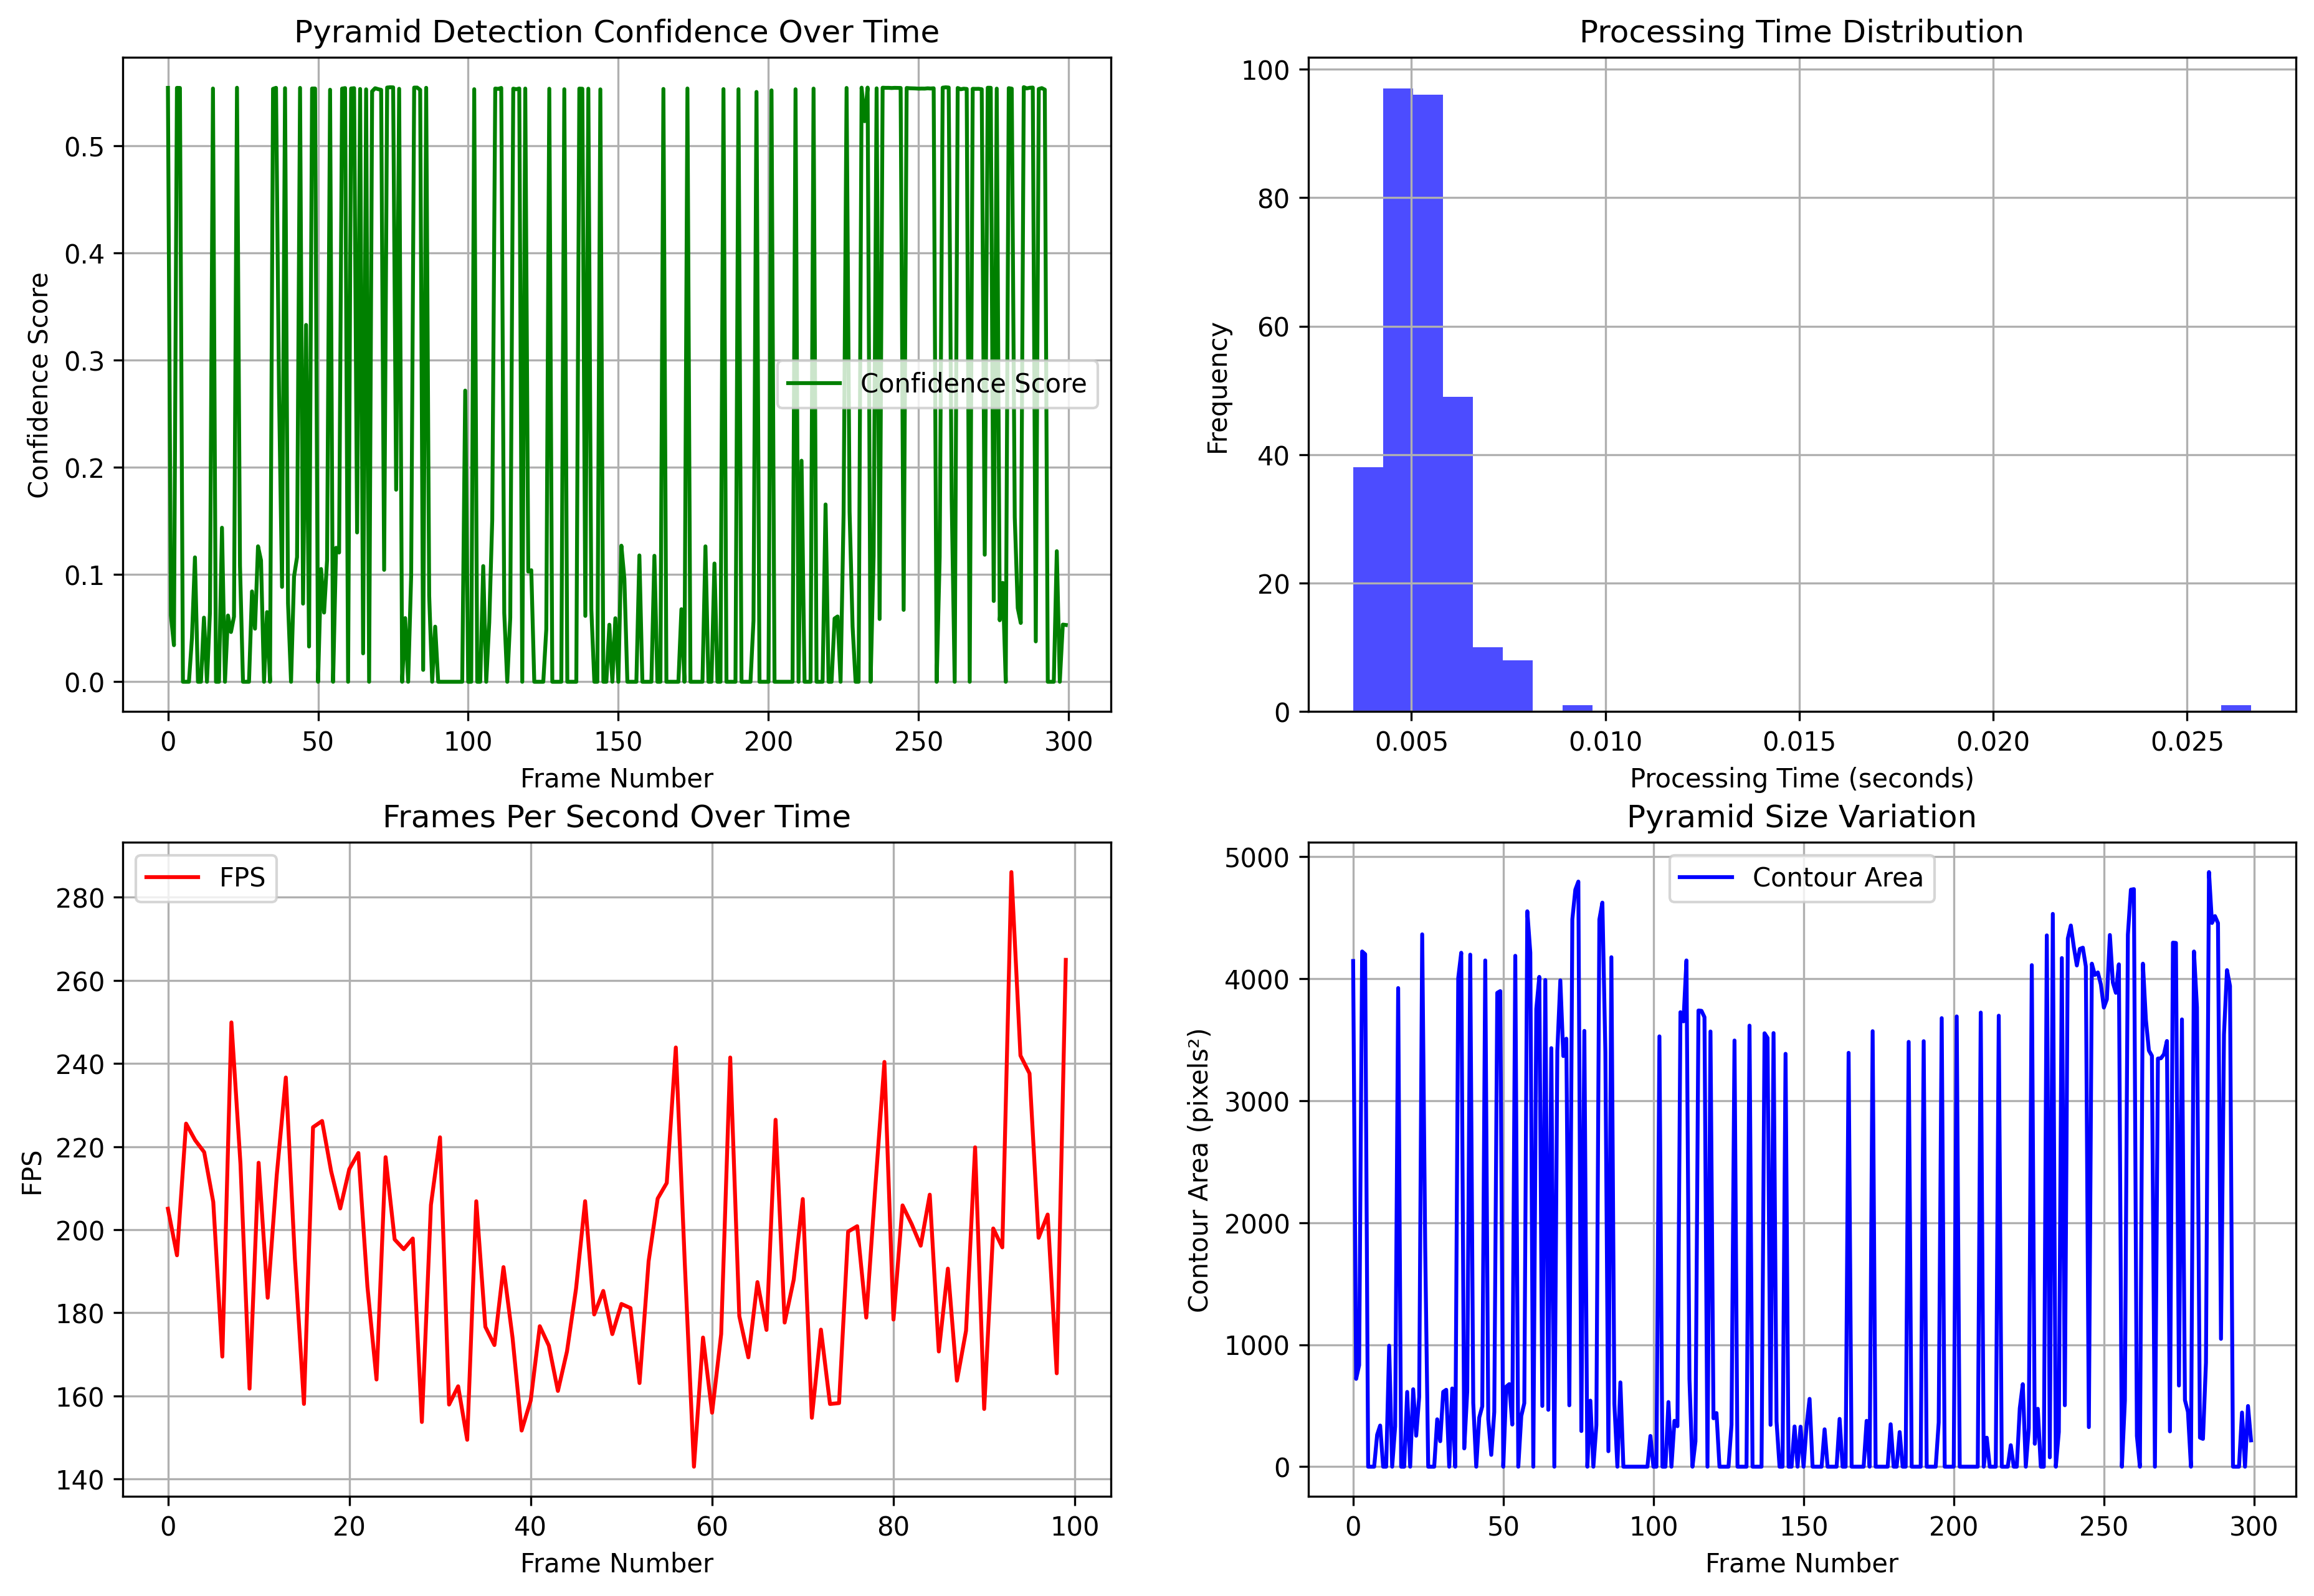 Pyramid Detection Confidence Over Time
Confidence Score
0.5
0.4
0.3
0.2
0.1
0.0
Confidence Score
0 50 100 150 200 250 300
Frame Number
Processing Time Distribution
Frequency
100
80
60
40
20
0
0.005 0.010 0.015 0.020 0.025
Processing Time (seconds)
Frames Per Second Over Time
FPS
280
260
240
220
200
180
160
140
FPS
0 20 40 60 80 100
Frame Number
Pyramid Size Variation
Contour Area (pixels²)
5000
4000
3000
2000
1000
0
Contour Area
0 50 100 150 200 250 300
Frame Number